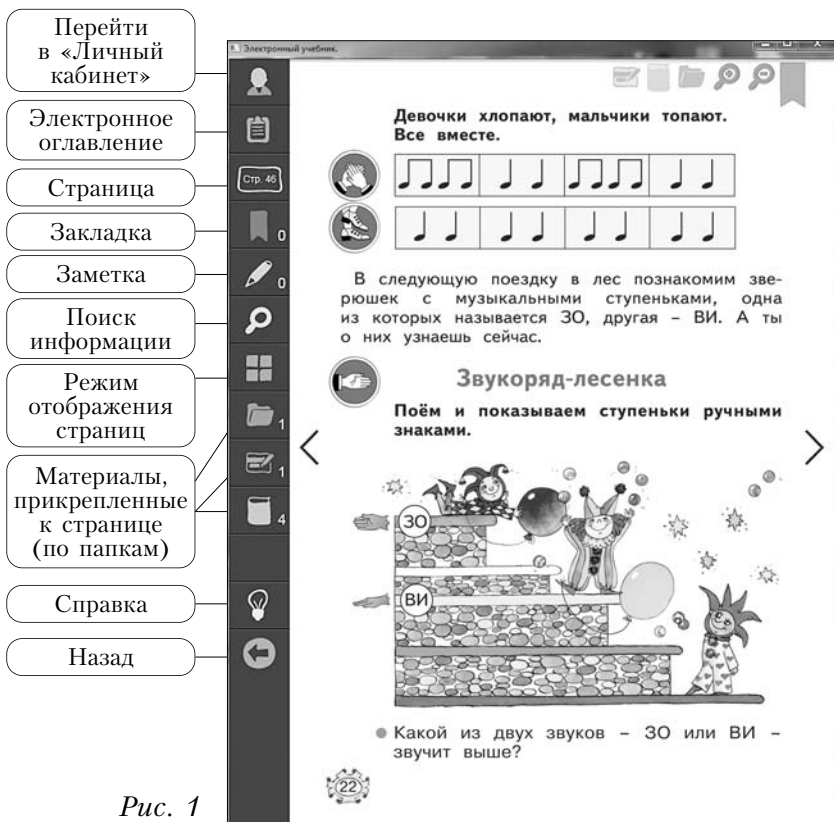 Перейти
в «Личный
кабинет»
Электронное
оглавление
Страница
Закладка
Заметка
Поиск
информации
Режим
отображения
страниц
Материалы,
прикрепленные
к странице
(по папкам)
Справка
Назад
Рис. 1
Электронный учебник.
Стр. 46
0
0
1
1
4
Девочки хлопают, мальчики топают.
Все вместе.
В следующую поездку в лес познакомим зве-
рюшек с музыкальными ступеньками, одна
из которых называется ЗО, другая – ВИ. А ты
о них узнаешь сейчас.
Звукоряд-лесенка
Поём и показываем ступеньки ручными
знаками.
ЗО
ВИ
Какой из двух звуков – ЗО или ВИ –
звучит выше?
22